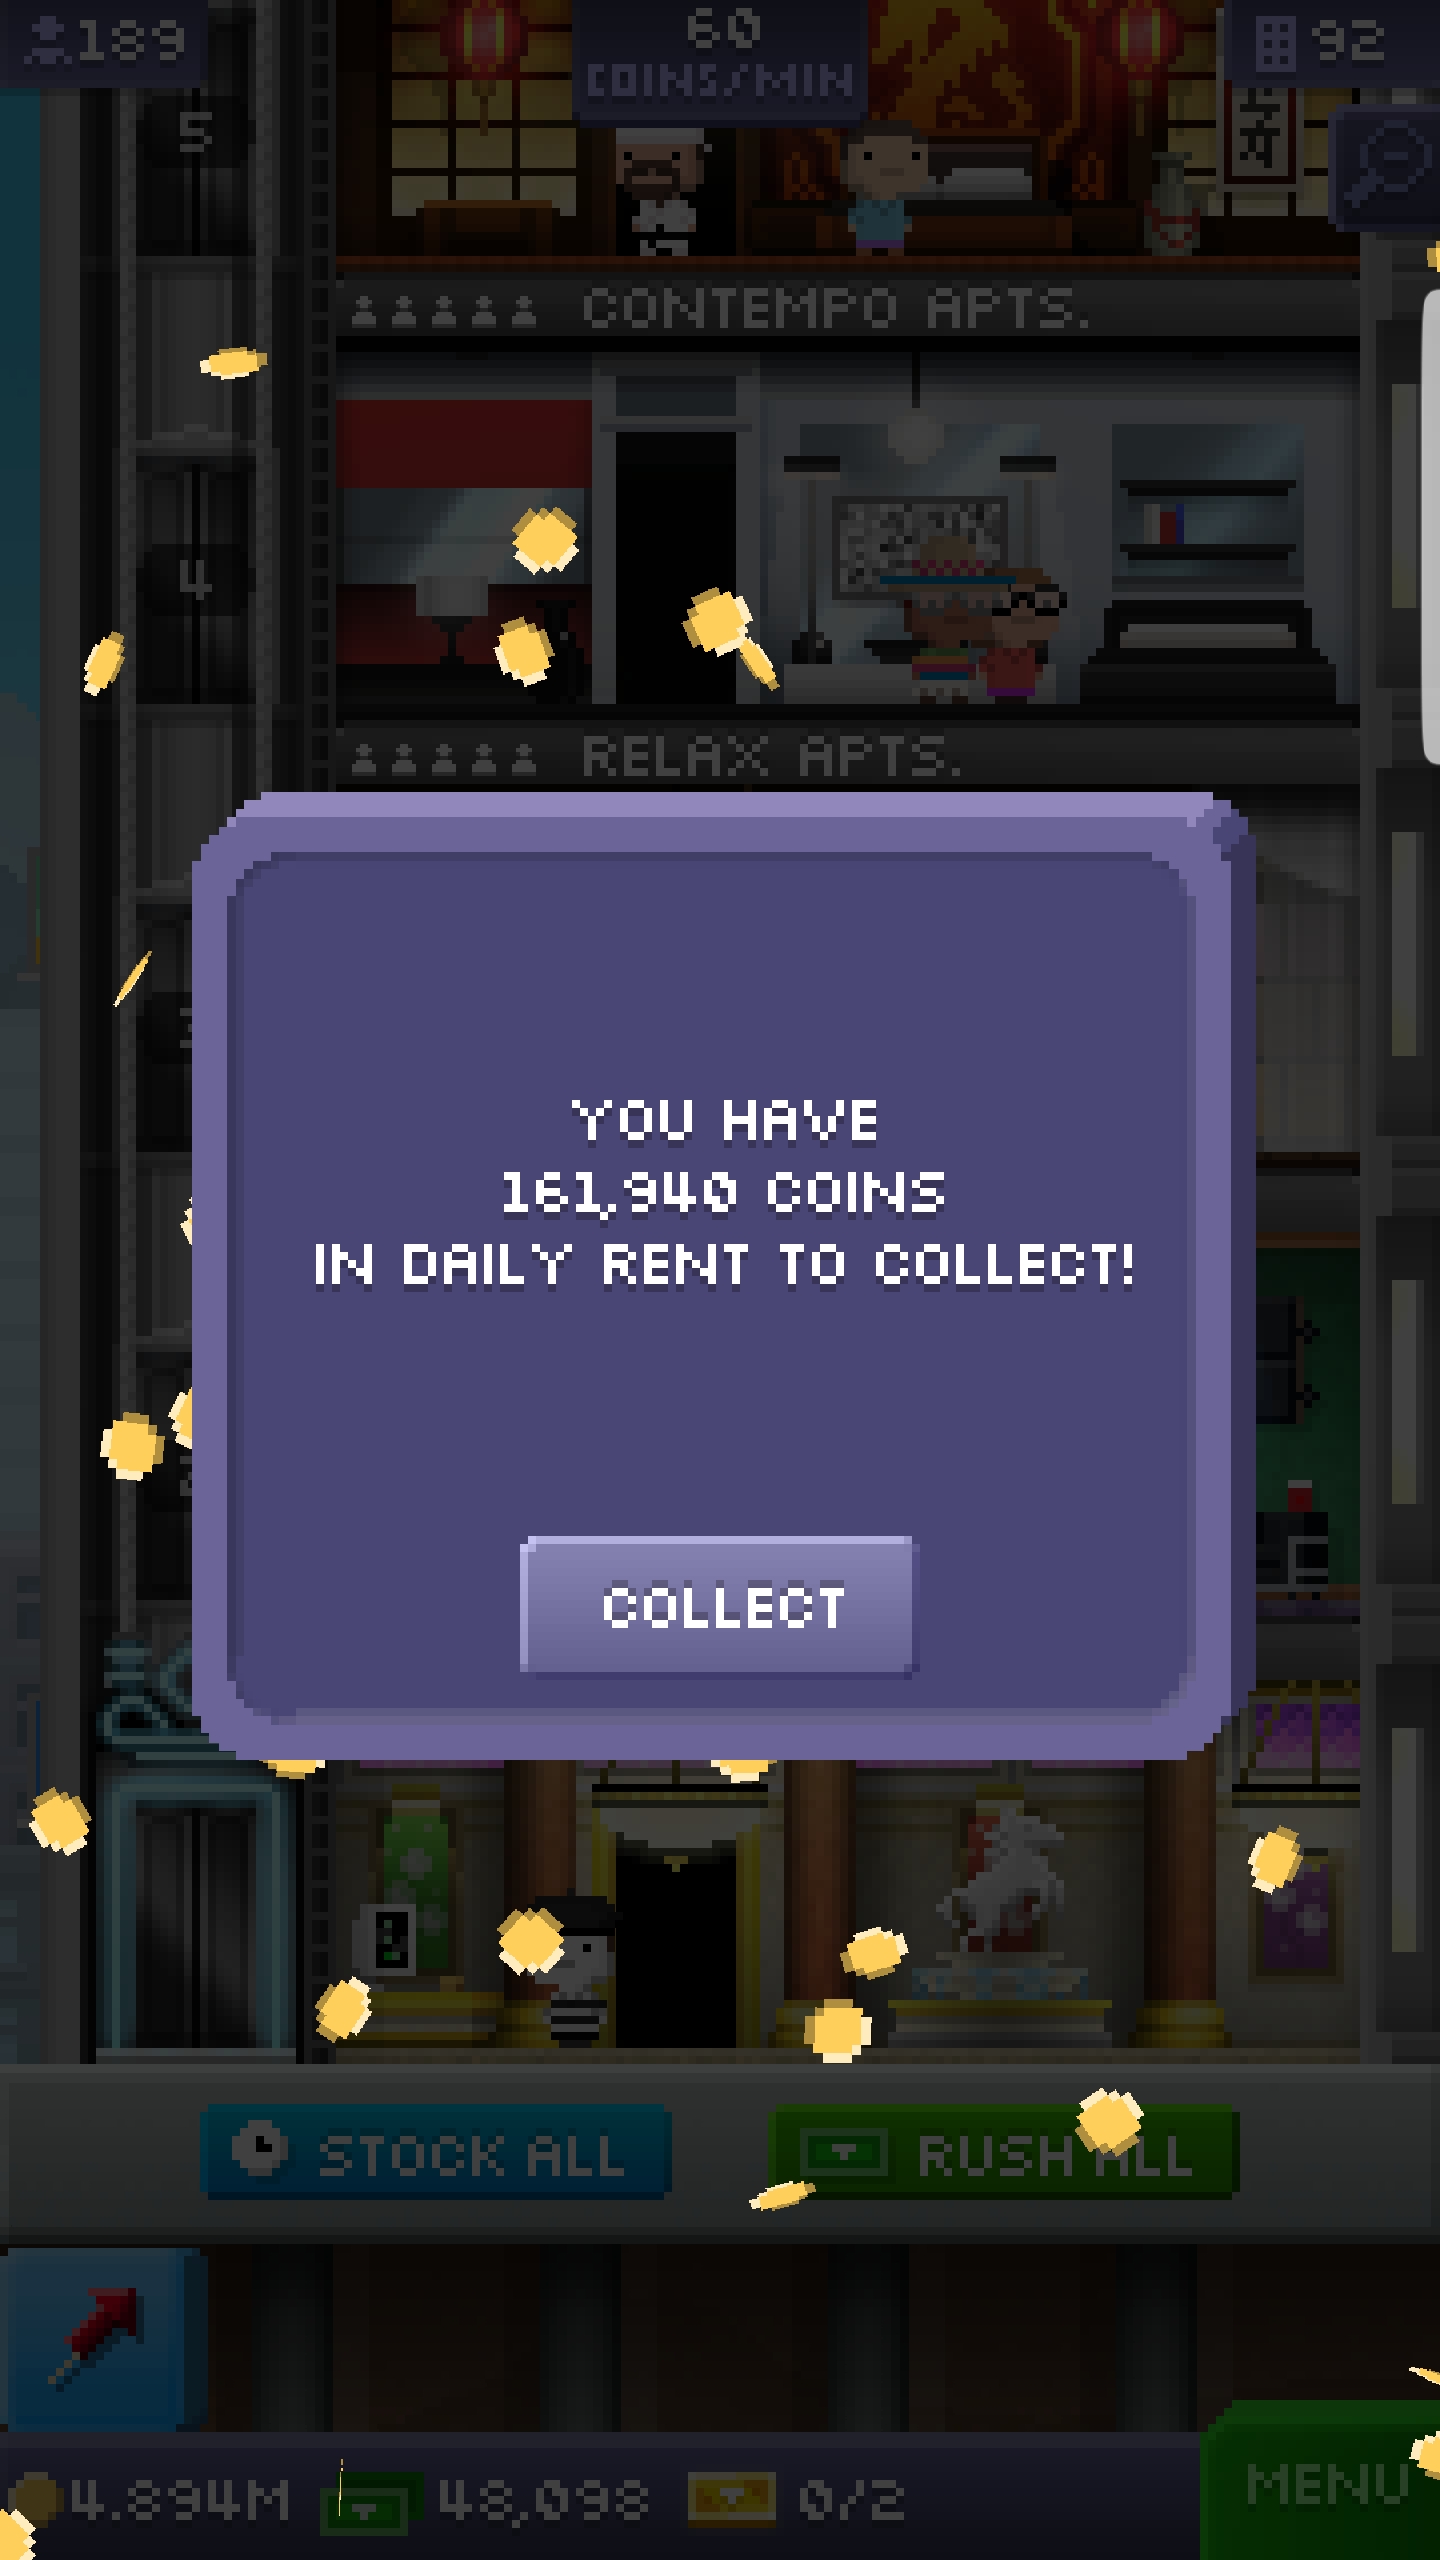 189
60
COINS/MIN
92
5
CONTEMPO APTS.
4
RELAX APTS.
YOU HAVE
161,940 COINS
IN DAILY RENT TO COLLECT!
COLLECT
STOCK ALL
RUSH ALL
4.894M
48,098
0/2
MENU